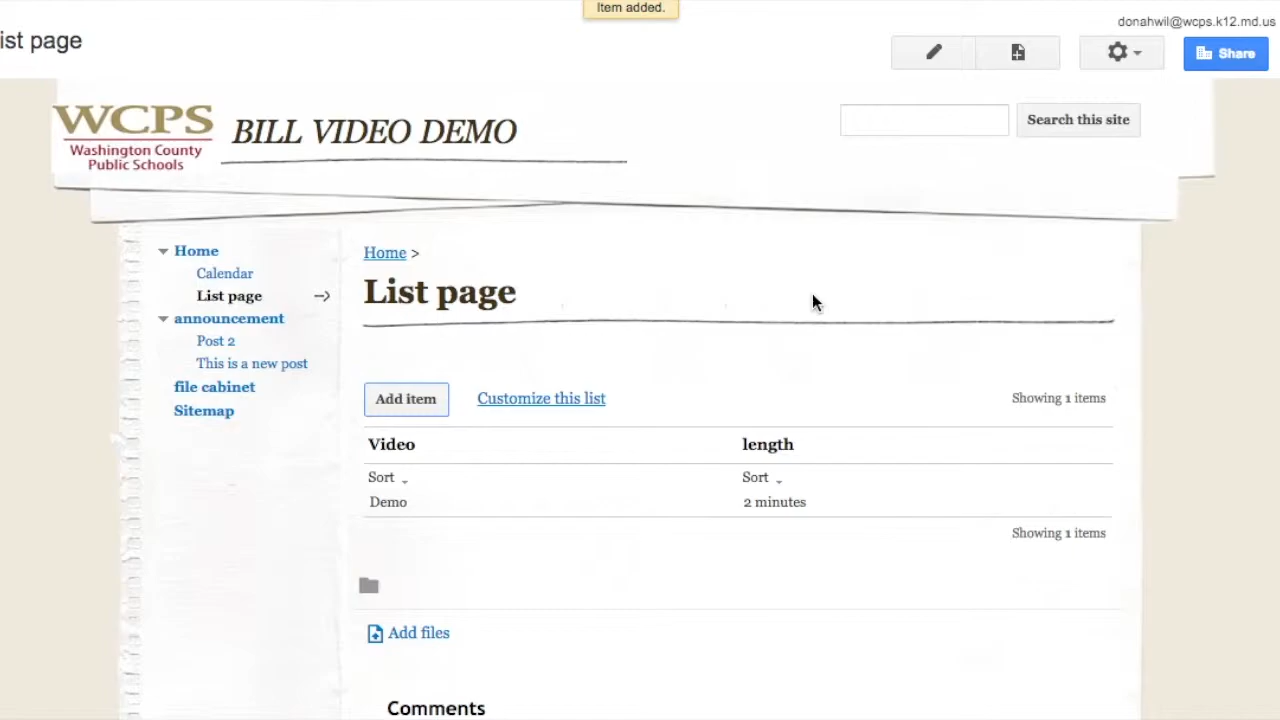 Item added.
donahwil@wcps.k12.md.us
ist page
Share
WCPS
Washington County
Public Schools
BILL VIDEO DEMO
Search this site
Home
Calendar
List page
announcement
Post 2
This is a new post
file cabinet
Sitemap
Home >
List page
Add item
Customize this list
Showing 1 items
Video length
Sort Sort
Demo 2 minutes
Showing 1 items
Add files
Comments